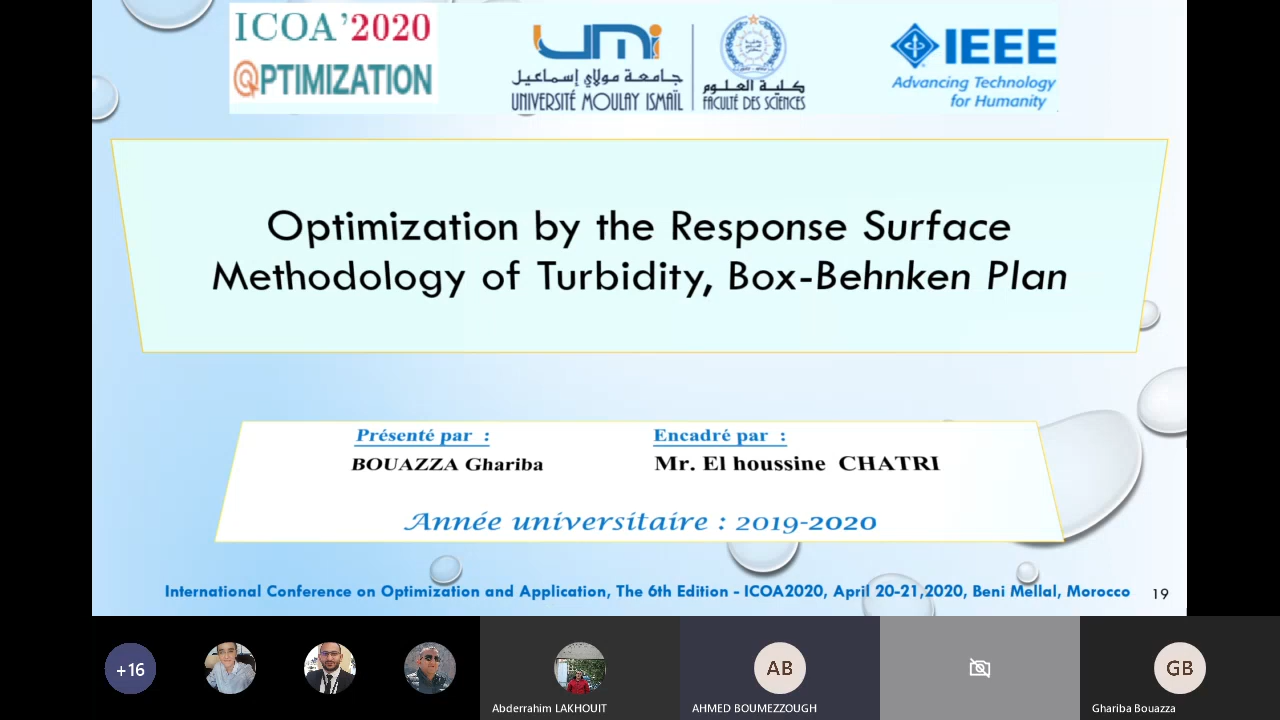 ICOA'2020
@PTIMIZATION
umi
جامعة مولاي إسماعيل
UNIVERSITÉ MOULAY ISMAÏL
كلية العلوم
FACULTÉ DES SCIENCES
IEEE
Advancing Technology
for Humanity
Optimization by the Response Surface
Methodology of Turbidity, Box-Behnken Plan
Présenté par :
BOUAZZA Ghariba
Encadré par :
Mr. El houssine CHATRI
Année universitaire : 2019-2020
International Conference on Optimization and Application, The 6th Edition - ICOA2020, April 20-21,2020, Beni Mellal, Morocco
19
+16
Abderrahim LAKHOUIT
AB
AHMED BOUMEZZOUGH
GB
Ghariba Bouazza